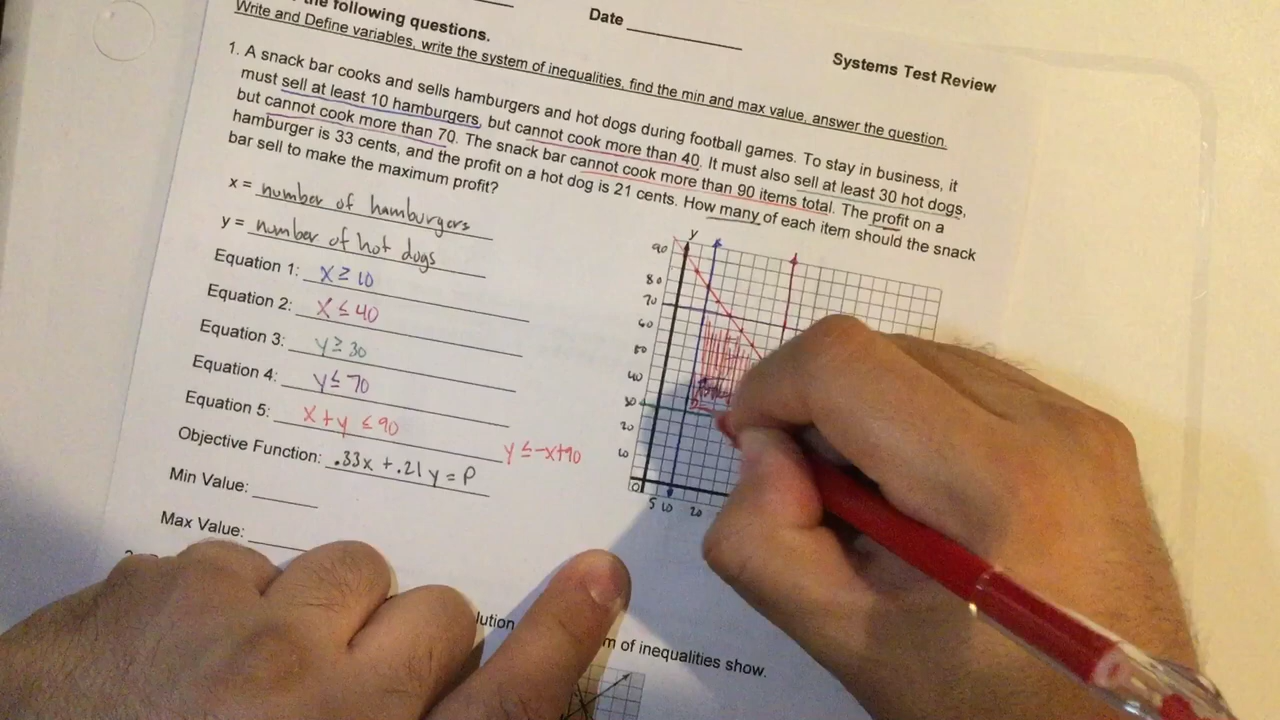 the following questions.
Date
Systems Test Review
Write and Define variables, write the system of inequalities, find the min and max value, answer the question.
1. A snack bar cooks and sells hamburgers and hot dogs during football games. To stay in business, it
must sell at least 10 hamburgers, but cannot cook more than 40. It must also sell at least 30 hot dogs,
but cannot cook more than 70. The snack bar cannot cook more than 90 items total. The profit on a
hamburger is 33 cents, and the profit on a hot dog is 21 cents. How many of each item should the snack
bar sell to make the maximum profit?
x = number of hamburgers
y = number of hot dogs
Equation 1: x ≥ 10
Equation 2: x ≤ 40
Equation 3: y ≥ 30
Equation 4: y ≤ 70
Equation 5: x + y ≤ 90
y ≤ -x+90
Objective Function: .33x + .21y = P
Min Value:
Max Value:
y
90
80
70
60
50
40
30
20
10
0
5 10 20
lution
m of inequalities show.